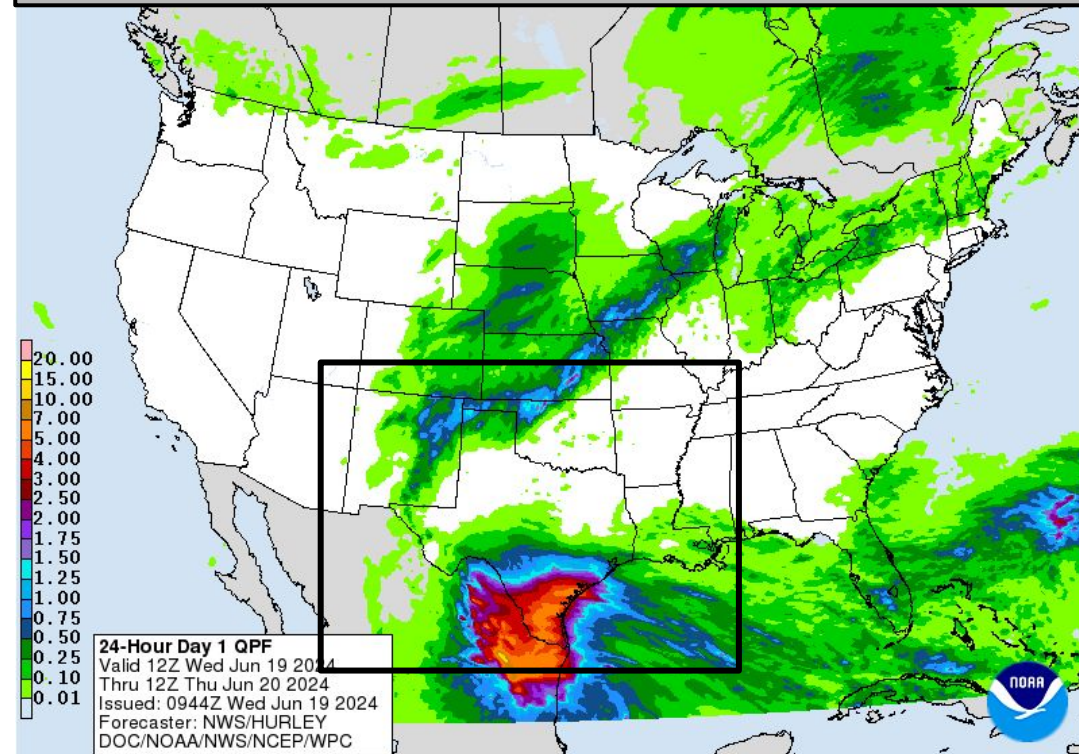 20.00
15.00
10.00
7.00
5.00
4.00
3.00
2.50
2.00
1.75
1.50
1.25
1.00
0.75
0.50
0.25
0.10
0.01
24-Hour Day 1 QPF
Valid 12Z Wed Jun 19 2024
Thru 12Z Thu Jun 20 2024
Issued: 0944Z Wed Jun 19 2024
Forecaster: NWS/HURLEY
DOC/NOAA/NWS/NCEP/WPC
NOAA